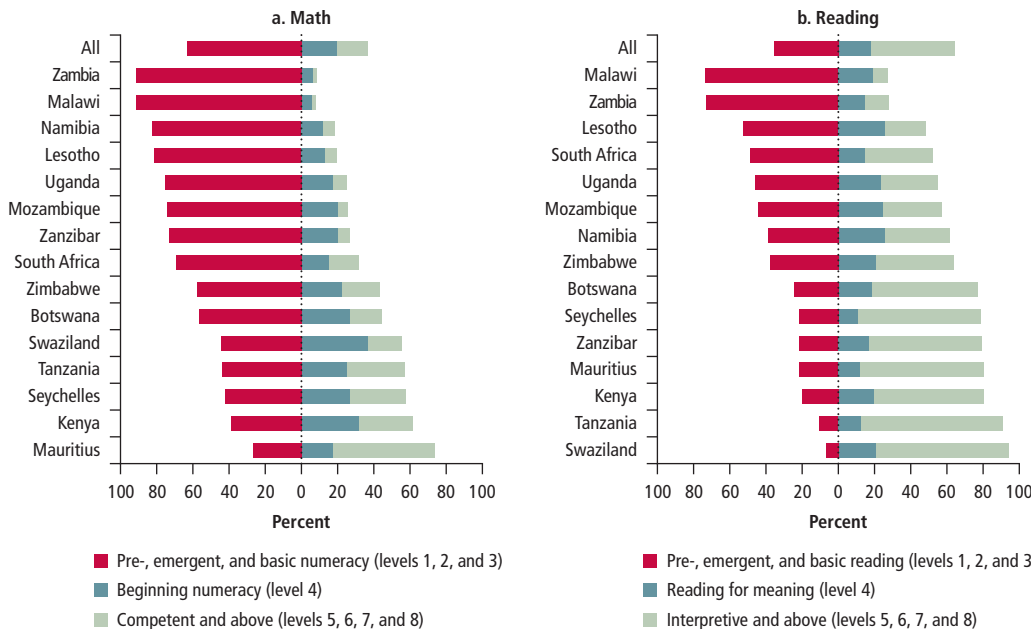 a. Math
All
Zambia
Malawi
Namibia
Lesotho
Uganda
Mozambique
Zanzibar
South Africa
Zimbabwe
Botswana
Swaziland
Tanzania
Seychelles
Kenya
Mauritius
100 80 60 40 20 0 20 40 60 80 100
Percent
Pre-, emergent, and basic numeracy (levels 1, 2, and 3)
Beginning numeracy (level 4)
Competent and above (levels 5, 6, 7, and 8)
b. Reading
All
Malawi
Zambia
Lesotho
South Africa
Uganda
Mozambique
Namibia
Zimbabwe
Botswana
Seychelles
Zanzibar
Mauritius
Kenya
Tanzania
Swaziland
100 80 60 40 20 0 20 40 60 80 100
Percent
Pre-, emergent, and basic reading (levels 1, 2, and 3
Reading for meaning (level 4)
Interpretive and above (levels 5, 6, 7, and 8)